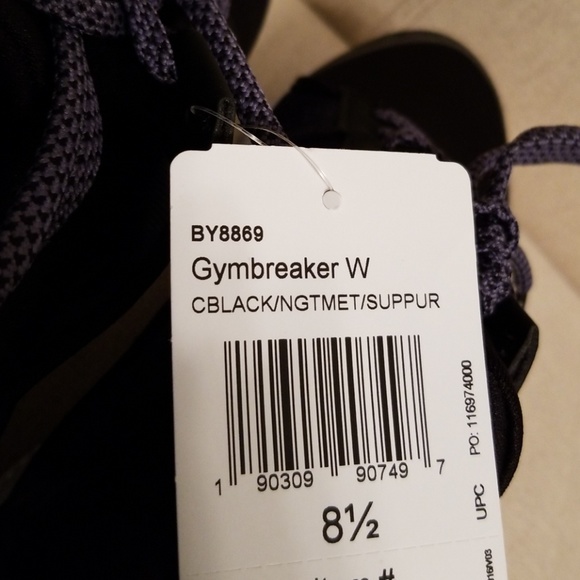 BY8869
Gymbreaker W
CBLACK/NGTMET/SUPPUR
1 90309 90749 7
8½
UPC
PO: 116974000